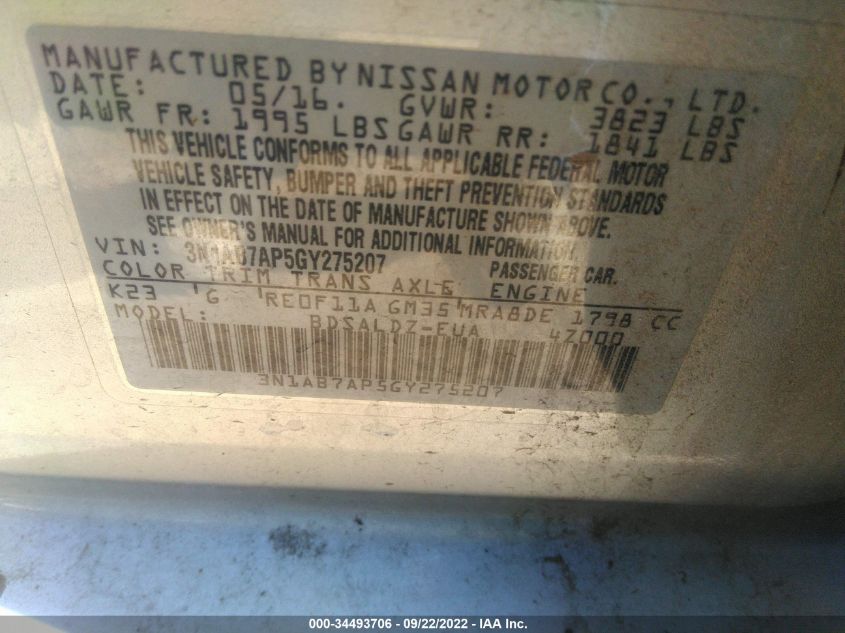 MANUFACTURED BY NISSAN MOTOR CO., LTD.
DATE: 05/16. GVWR: 3823 LBS
GAWR FR: 1995 LBS GAWR RR: 1841 LBS
THIS VEHICLE CONFORMS TO ALL APPLICABLE FEDERAL MOTOR
VEHICLE SAFETY, BUMPER AND THEFT PREVENTION STANDARDS
IN EFFECT ON THE DATE OF MANUFACTURE SHOWN ABOVE.
SEE OWNER'S MANUAL FOR ADDITIONAL INFORMATION.
VIN: 3N1AB7AP5GY275207 PASSENGER CAR.
COLOR TRIM TRANS AXLE ENGINE
K23 'G 'RE0F11A GM35'MRA8DE 1798 CC
MODEL: BDSALDZ-EUA 4Z000
3N1AB7AP5GY275207
000-34493706 - 09/22/2022 - IAA Inc.